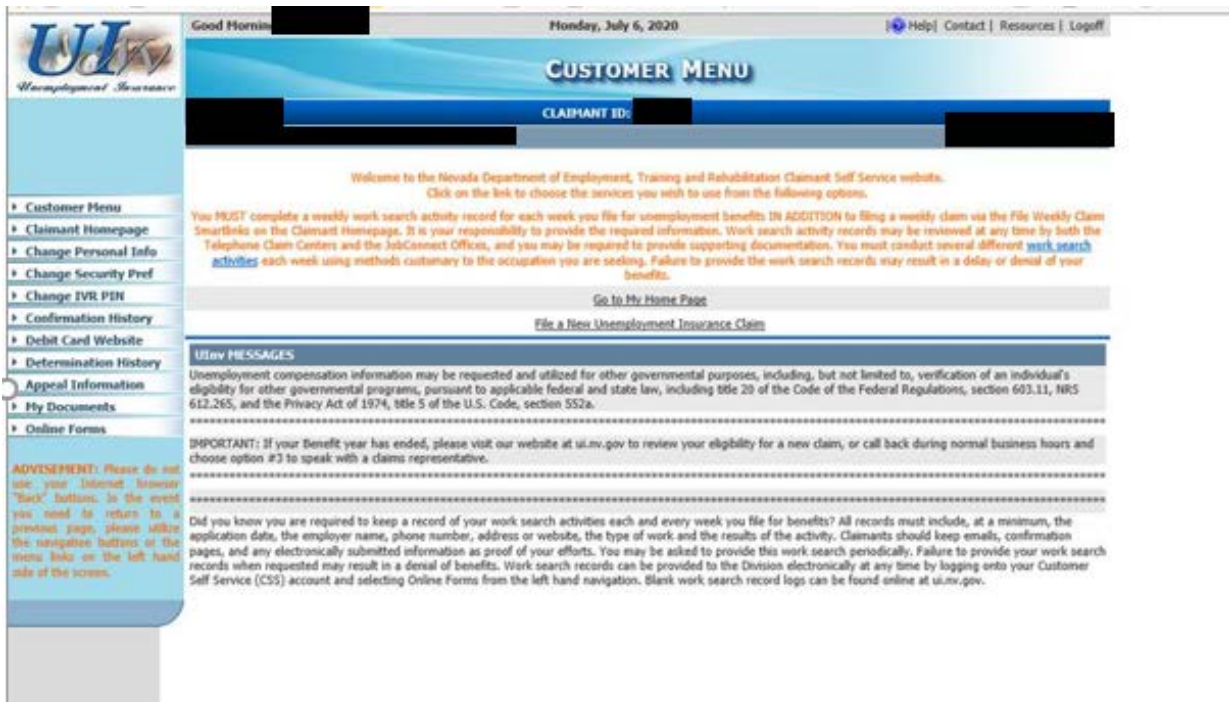 UInv
Unemployment Insurance
Good Mornin
Monday, July 6, 2020
| Help| Contact | Resources | Logoff
CUSTOMER MENU
CLAIMANT ID:
Customer Menu
Claimant Homepage
Change Personal Info
Change Security Pref
Change IVR PIN
Confirmation History
Debit Card Website
Determination History
Appeal Information
My Documents
Online Forms
ADVISEMENT: Please do not
use your Internet browser
"Back" buttons. In the event
you need to return to a
previous page, please utilize
the navigation buttons or the
menu links on the left hand
side of the screen.
Welcome to the Nevada Department of Employment, Training and Rehabilitation Claimant Self Service website.
Click on the link to choose the services you wish to use from the following options.
You MUST complete a weekly work search activity record for each week you file for unemployment benefits IN ADDITION to filing a weekly claim via the File Weekly Claim
Smartlinks on the Claimant Homepage. It is your responsibility to provide the required information. Work search activity records may be reviewed at any time by both the
Telephone Claim Centers and the JobConnect Offices, and you may be required to provide supporting documentation. You must conduct several different work search
activities each week using methods customary to the occupation you are seeking. Failure to provide the work search records may result in a delay or denial of your
benefits.
Go to My Home Page
File a New Unemployment Insurance Claim
UInv MESSAGES
Unemployment compensation information may be requested and utilized for other governmental purposes, including, but not limited to, verification of an individual's
eligibility for other governmental programs, pursuant to applicable federal and state law, including title 20 of the Code of the Federal Regulations, section 603.11, NRS
612.265, and the Privacy Act of 1974, title 5 of the U.S. Code, section 552a.
IMPORTANT: If your Benefit year has ended, please visit our website at ui.nv.gov to review your eligibility for a new claim, or call back during normal business hours and
choose option #3 to speak with a claims representative.
Did you know you are required to keep a record of your work search activities each and every week you file for benefits? All records must include, at a minimum, the
application date, the employer name, phone number, address or website, the type of work and the results of the activity. Claimants should keep emails, confirmation
pages, and any electronically submitted information as proof of your efforts. You may be asked to provide this work search periodically. Failure to provide your work search
records when requested may result in a denial of benefits. Work search records can be provided to the Division electronically at any time by logging onto your Customer
Self Service (CSS) account and selecting Online Forms from the left hand navigation. Blank work search record logs can be found online at ui.nv.gov.